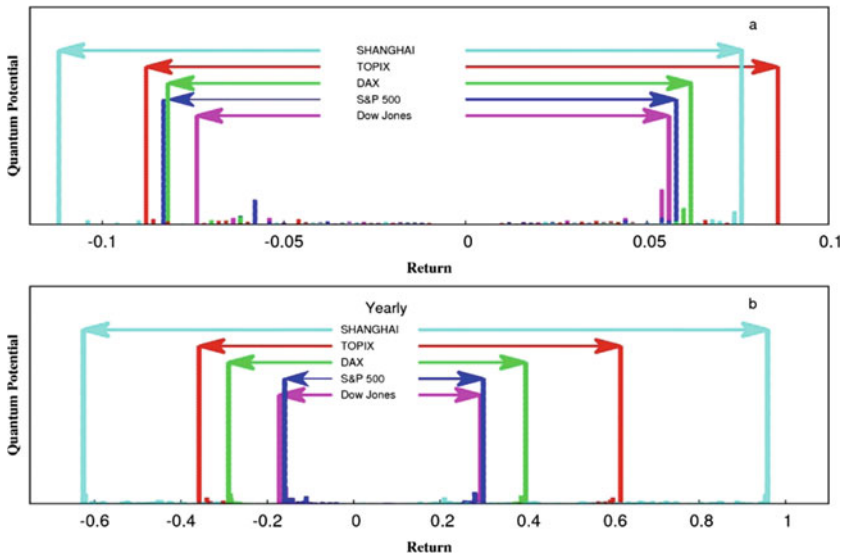 a
SHANGHAI
TOPIX
DAX
S&P 500
Dow Jones
Quantum Potential
-0.1 -0.05 0 0.05 0.1
Return
Yearly b
SHANGHAI
TOPIX
DAX
S&P 500
Dow Jones
Quantum Potential
-0.6 -0.4 -0.2 0 0.2 0.4 0.6 0.8 1
Return